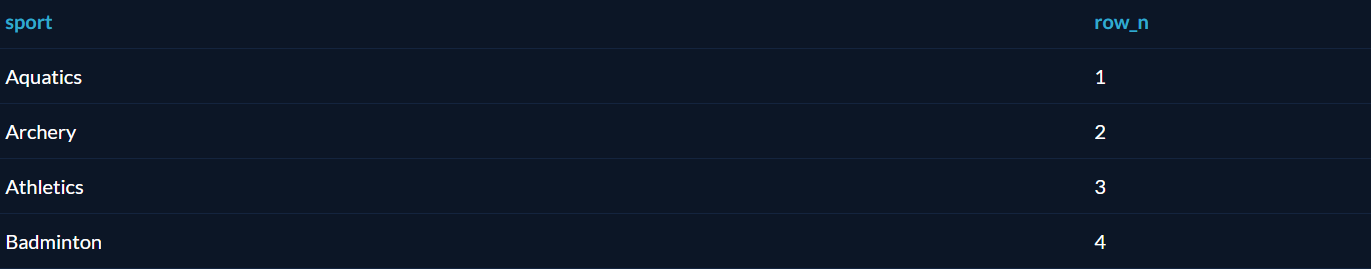 sport row_n
Aquatics 1
Archery 2
Athletics 3
Badminton 4